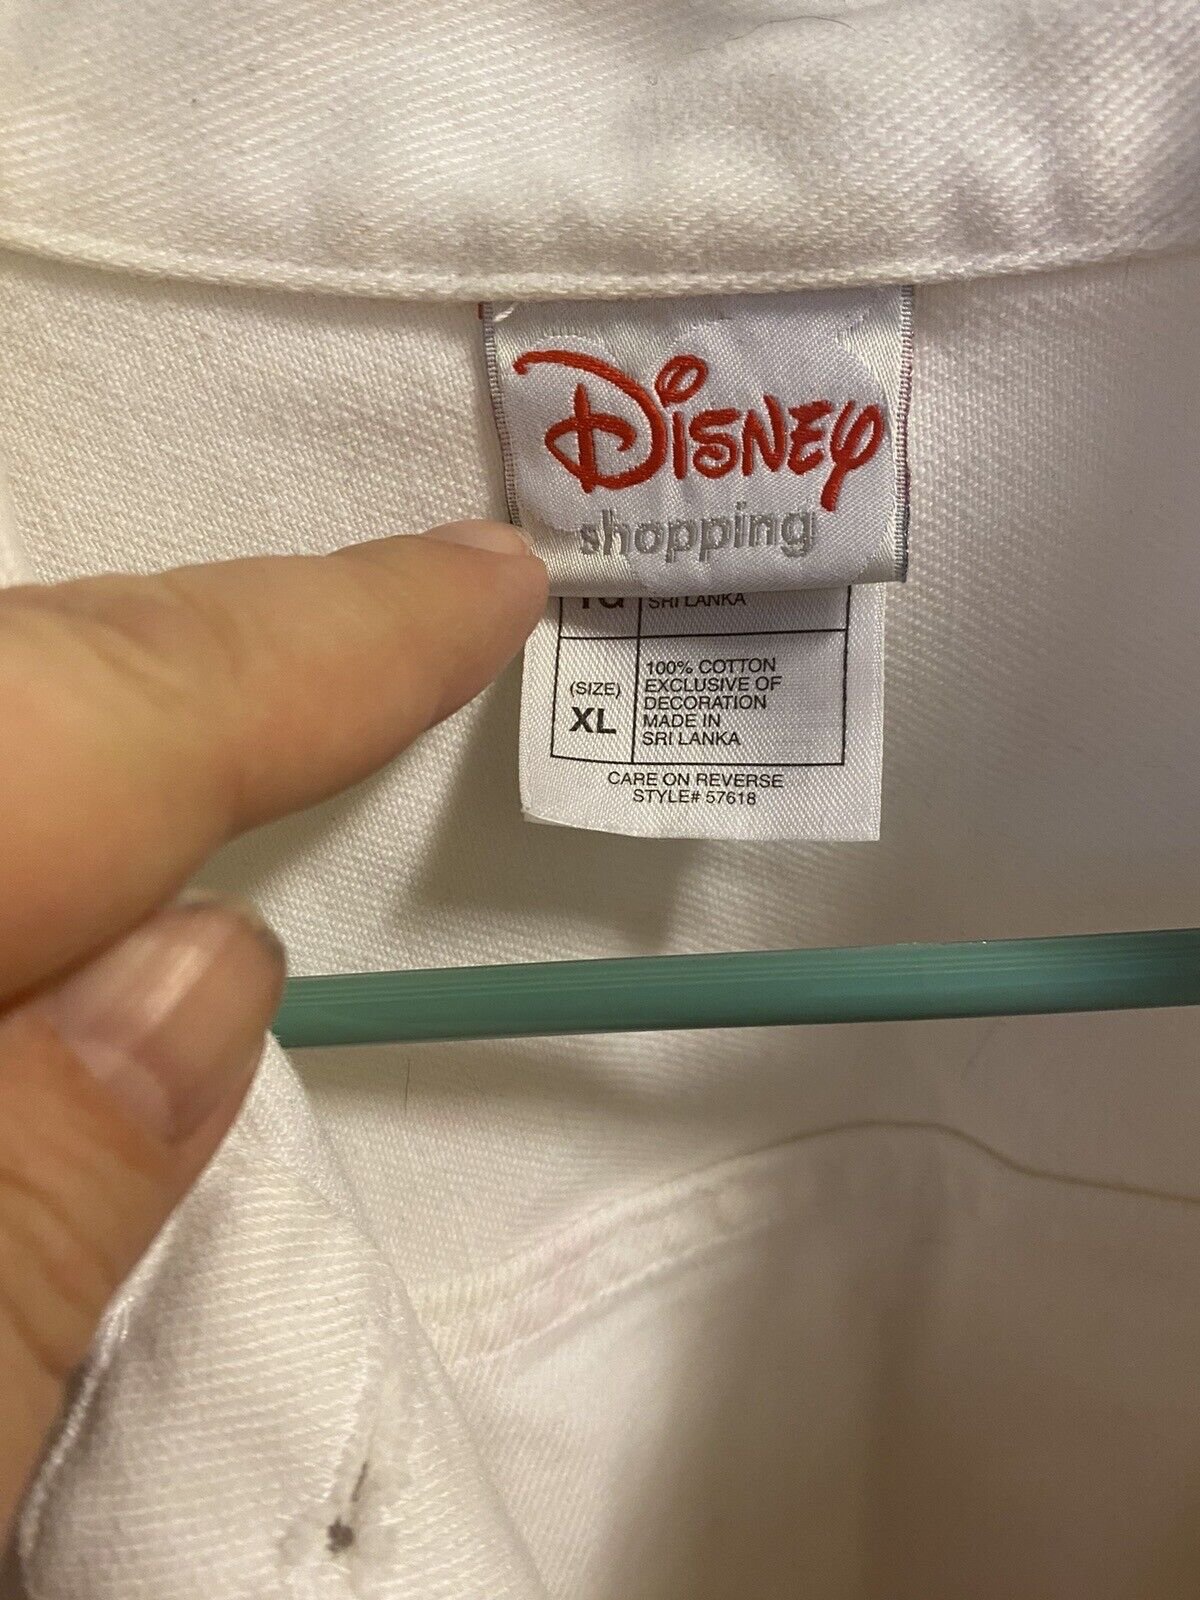 DISNEY
shopping
SRI LANKA
(SIZE)
XL
100% COTTON
EXCLUSIVE OF
DECORATION
MADE IN
SRI LANKA
CARE ON REVERSE
STYLE# 57618